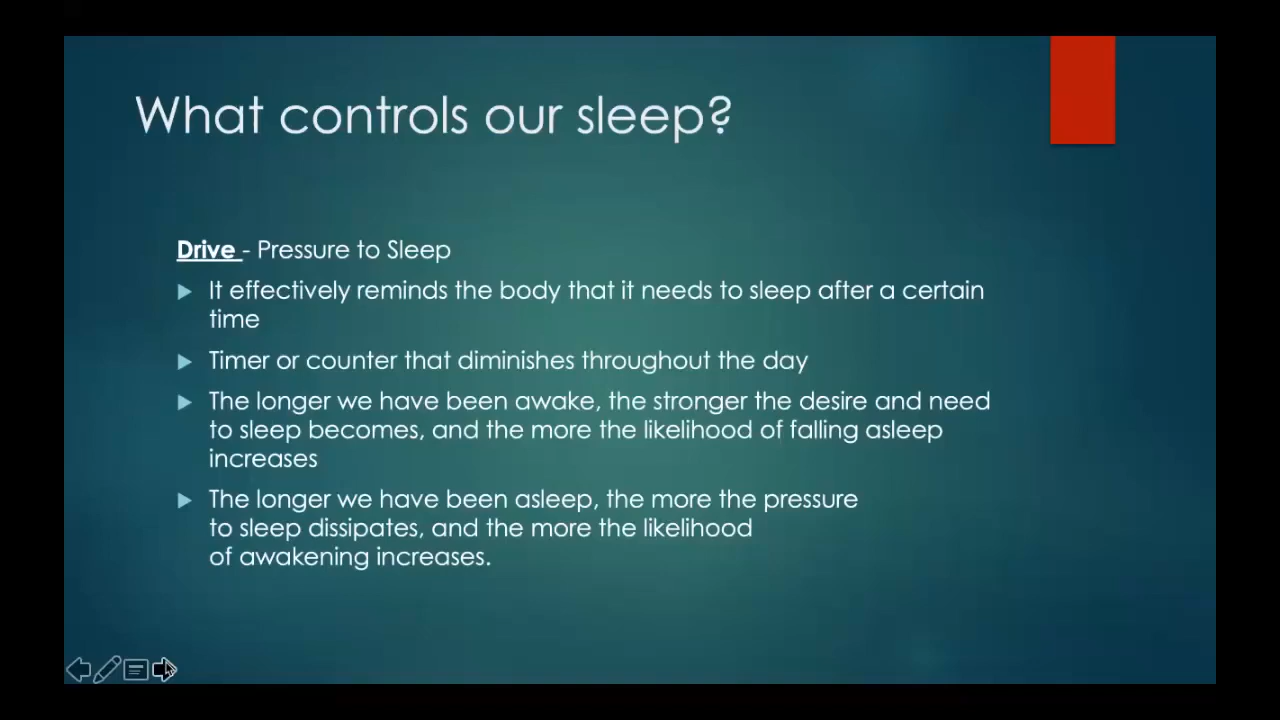 What controls our sleep?
Drive - Pressure to Sleep
It effectively reminds the body that it needs to sleep after a certain
time
Timer or counter that diminishes throughout the day
The longer we have been awake, the stronger the desire and need
to sleep becomes, and the more the likelihood of falling asleep
increases
The longer we have been asleep, the more the pressure
to sleep dissipates, and the more the likelihood
of awakening increases.